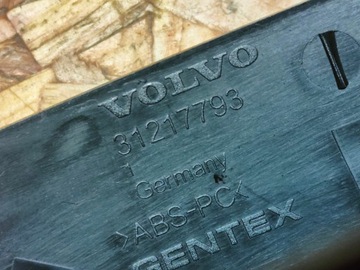 VOLVO
31217793
Germany
>ABS-PC<
GENTEX